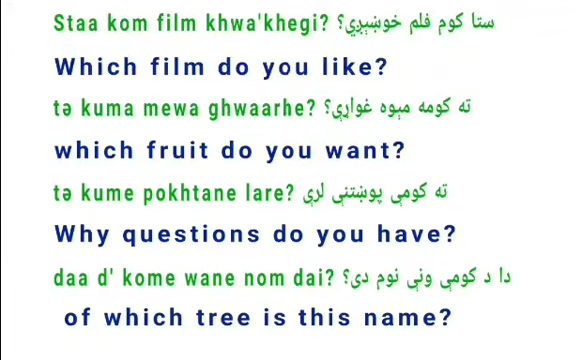 Staa kom film khwa'khegi? ستا کوم فلم خوښېږي؟
Which film do you like?
tə kuma mewa ghwaarhe? ته کومه مېوه غواړې؟
which fruit do you want?
tə kume pokhtane lare? ته کومې پوښتنې لرې
Why questions do you have?
daa d' kome wane nom dai? دا د کومې ونې نوم دی؟
of which tree is this name?